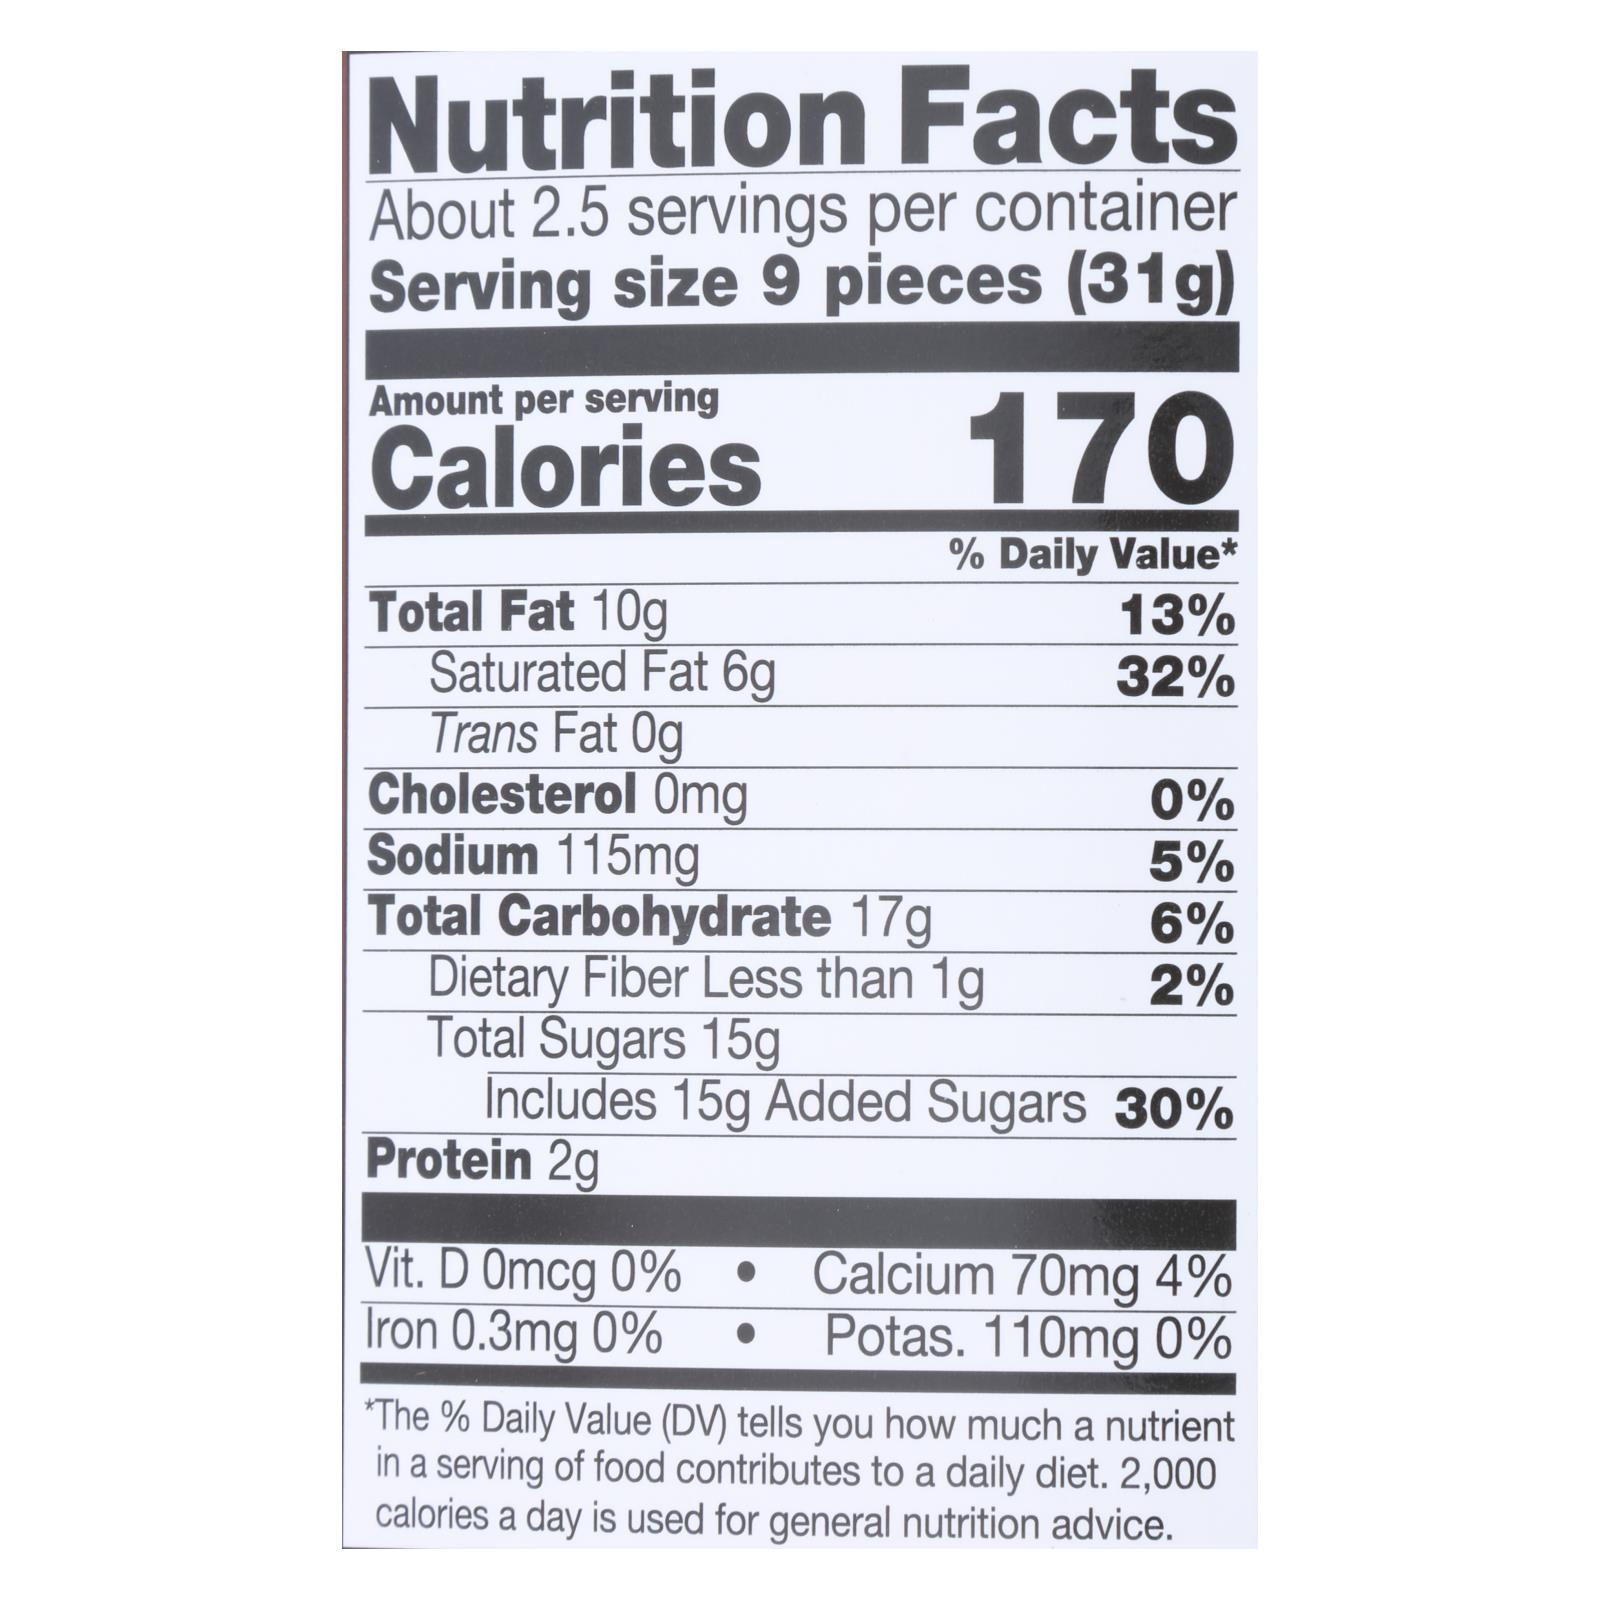 Nutrition Facts
About 2.5 servings per container
Serving size 9 pieces (31g)
Amount per serving
Calories 170
% Daily Value*
Total Fat 10g 13%
Saturated Fat 6g 32%
Trans Fat 0g
Cholesterol 0mg 0%
Sodium 115mg 5%
Total Carbohydrate 17g 6%
Dietary Fiber Less than 1g 2%
Total Sugars 15g
Includes 15g Added Sugars 30%
Protein 2g
Vit. D 0mcg 0% • Calcium 70mg 4%
Iron 0.3mg 0% • Potas. 110mg 0%
*The % Daily Value (DV) tells you how much a nutrient
in a serving of food contributes to a daily diet. 2,000
calories a day is used for general nutrition advice.